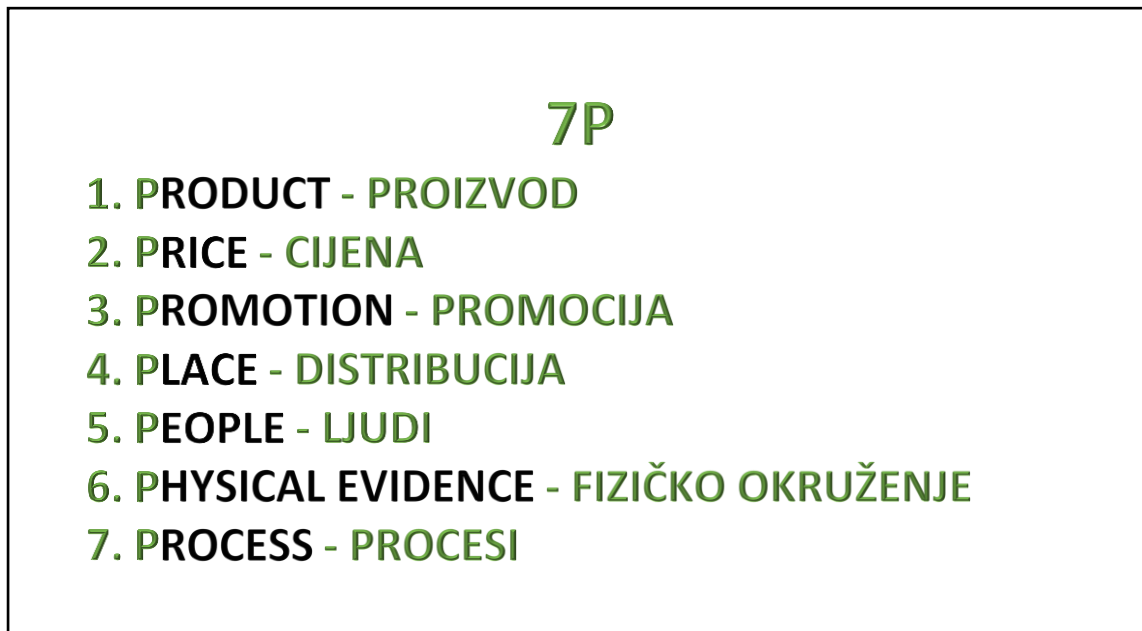 7P
1. PRODUCT - PROIZVOD
2. PRICE - CIJENA
3. PROMOTION - PROMOCIJA
4. PLACE - DISTRIBUCIJA
5. PEOPLE - LJUDI
6. PHYSICAL EVIDENCE - FIZIČKO OKRUŽENJE
7. PROCESS - PROCESI